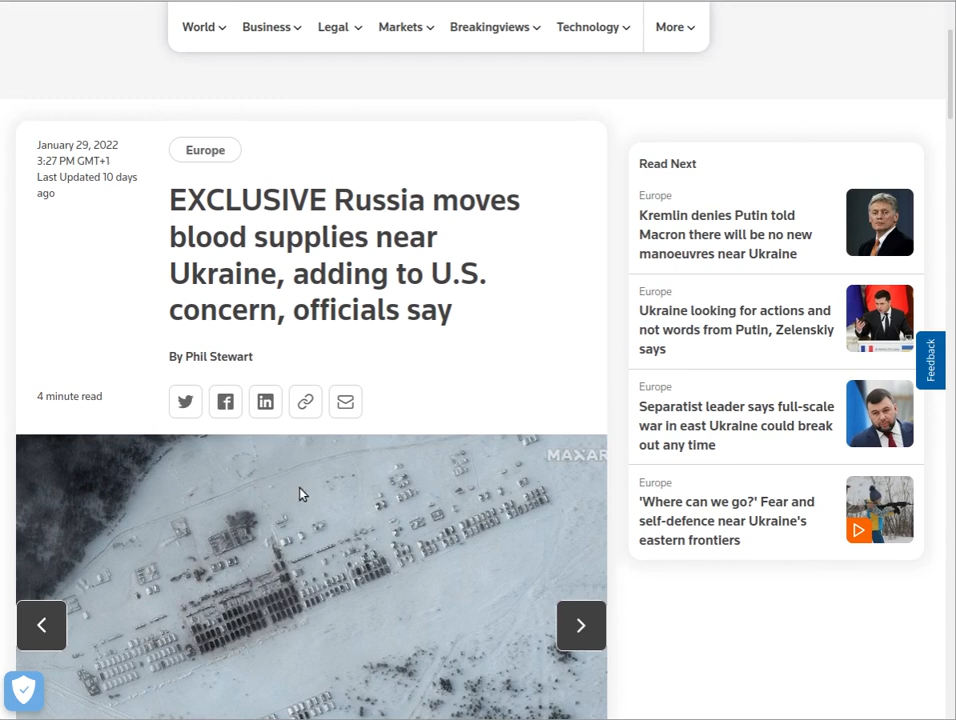 World
Business
Legal
Markets
Breakingviews
Technology
More
January 29, 2022
3:27 PM GMT+1
Last Updated 10 days
ago
Europe
EXCLUSIVE Russia moves
blood supplies near
Ukraine, adding to U.S.
concern, officials say
By Phil Stewart
4 minute read
MAXAR
Read Next
Europe
Kremlin denies Putin told
Macron there will be no new
manoeuvres near Ukraine
Europe
Ukraine looking for actions and
not words from Putin, Zelenskiy
says
Europe
Separatist leader says full-scale
war in east Ukraine could break
out any time
Europe
'Where can we go?' Fear and
self-defence near Ukraine's
eastern frontiers
Feedback